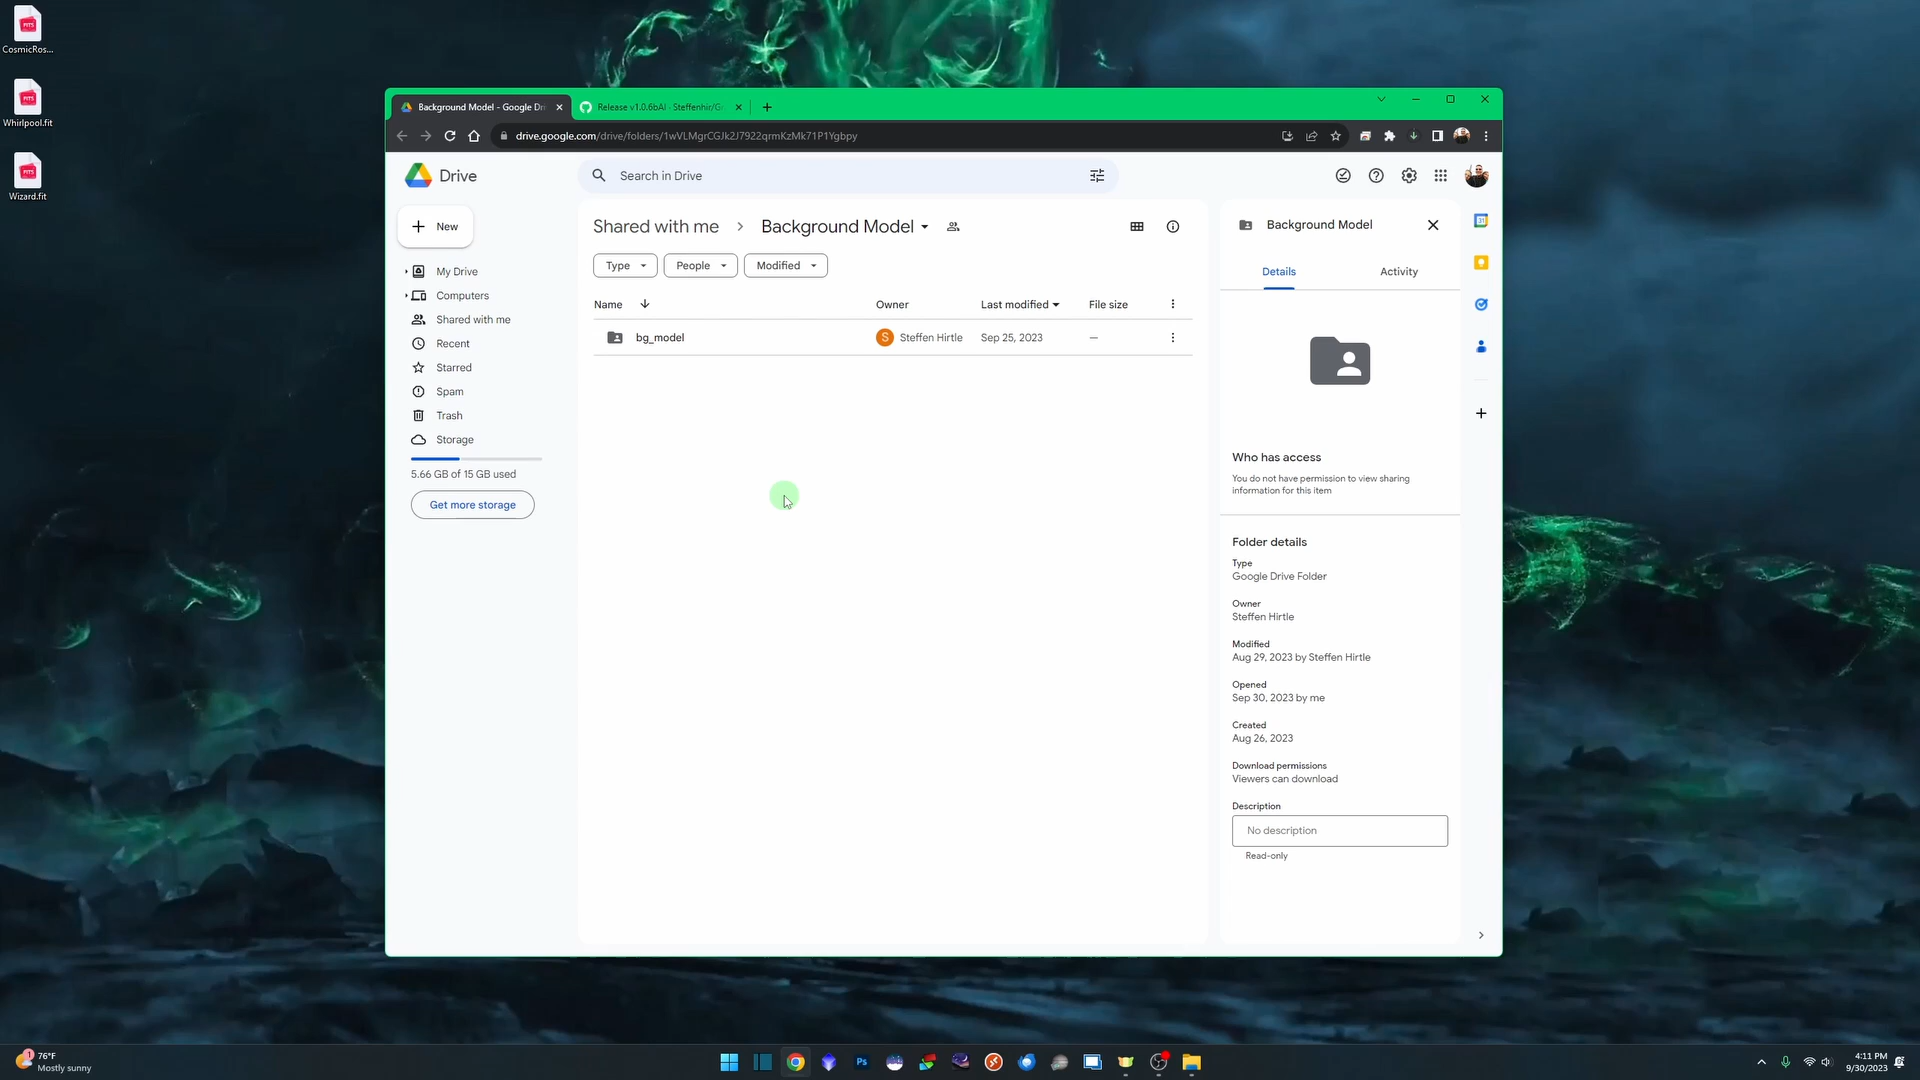 CosmicRos...
Whirlpool.fit
Wizard.fit
Background Model - Google Dri
Release v1.0.6bAI · Steffenhir/G
drive.google.com/drive/folders/1wVLMgrCGJk2J7922qrmKzMk71P1Ygbpy
Drive
Search in Drive
New
My Drive
Computers
Shared with me
Recent
Starred
Spam
Trash
Storage
5.66 GB of 15 GB used
Get more storage
Shared with me > Background Model
Type People Modified
Name Owner Last modified File size
bg_model S Steffen Hirtle Sep 25, 2023 —
Background Model
Details Activity
Who has access
You do not have permission to view sharing
information for this item
Folder details
Type
Google Drive Folder
Owner
Steffen Hirtle
Modified
Aug 29, 2023 by Steffen Hirtle
Opened
Sep 30, 2023 by me
Created
Aug 26, 2023
Download permissions
Viewers can download
Description
No description
Read-only
31
1
76°F
Mostly sunny
Ps
4:11 PM
9/30/2023